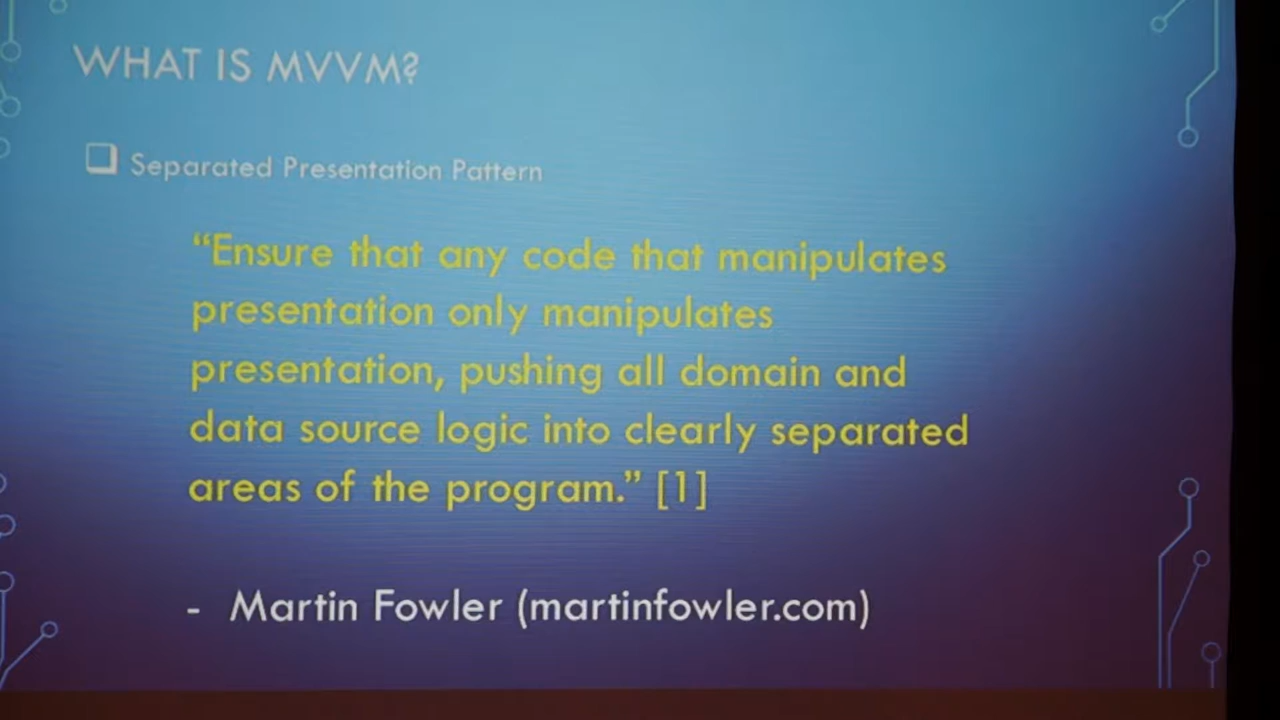 WHAT IS MVVM?
❑ Separated Presentation Pattern
“Ensure that any code that manipulates
presentation only manipulates
presentation, pushing all domain and
data source logic into clearly separated
areas of the program.” [1]
- Martin Fowler (martinfowler.com)